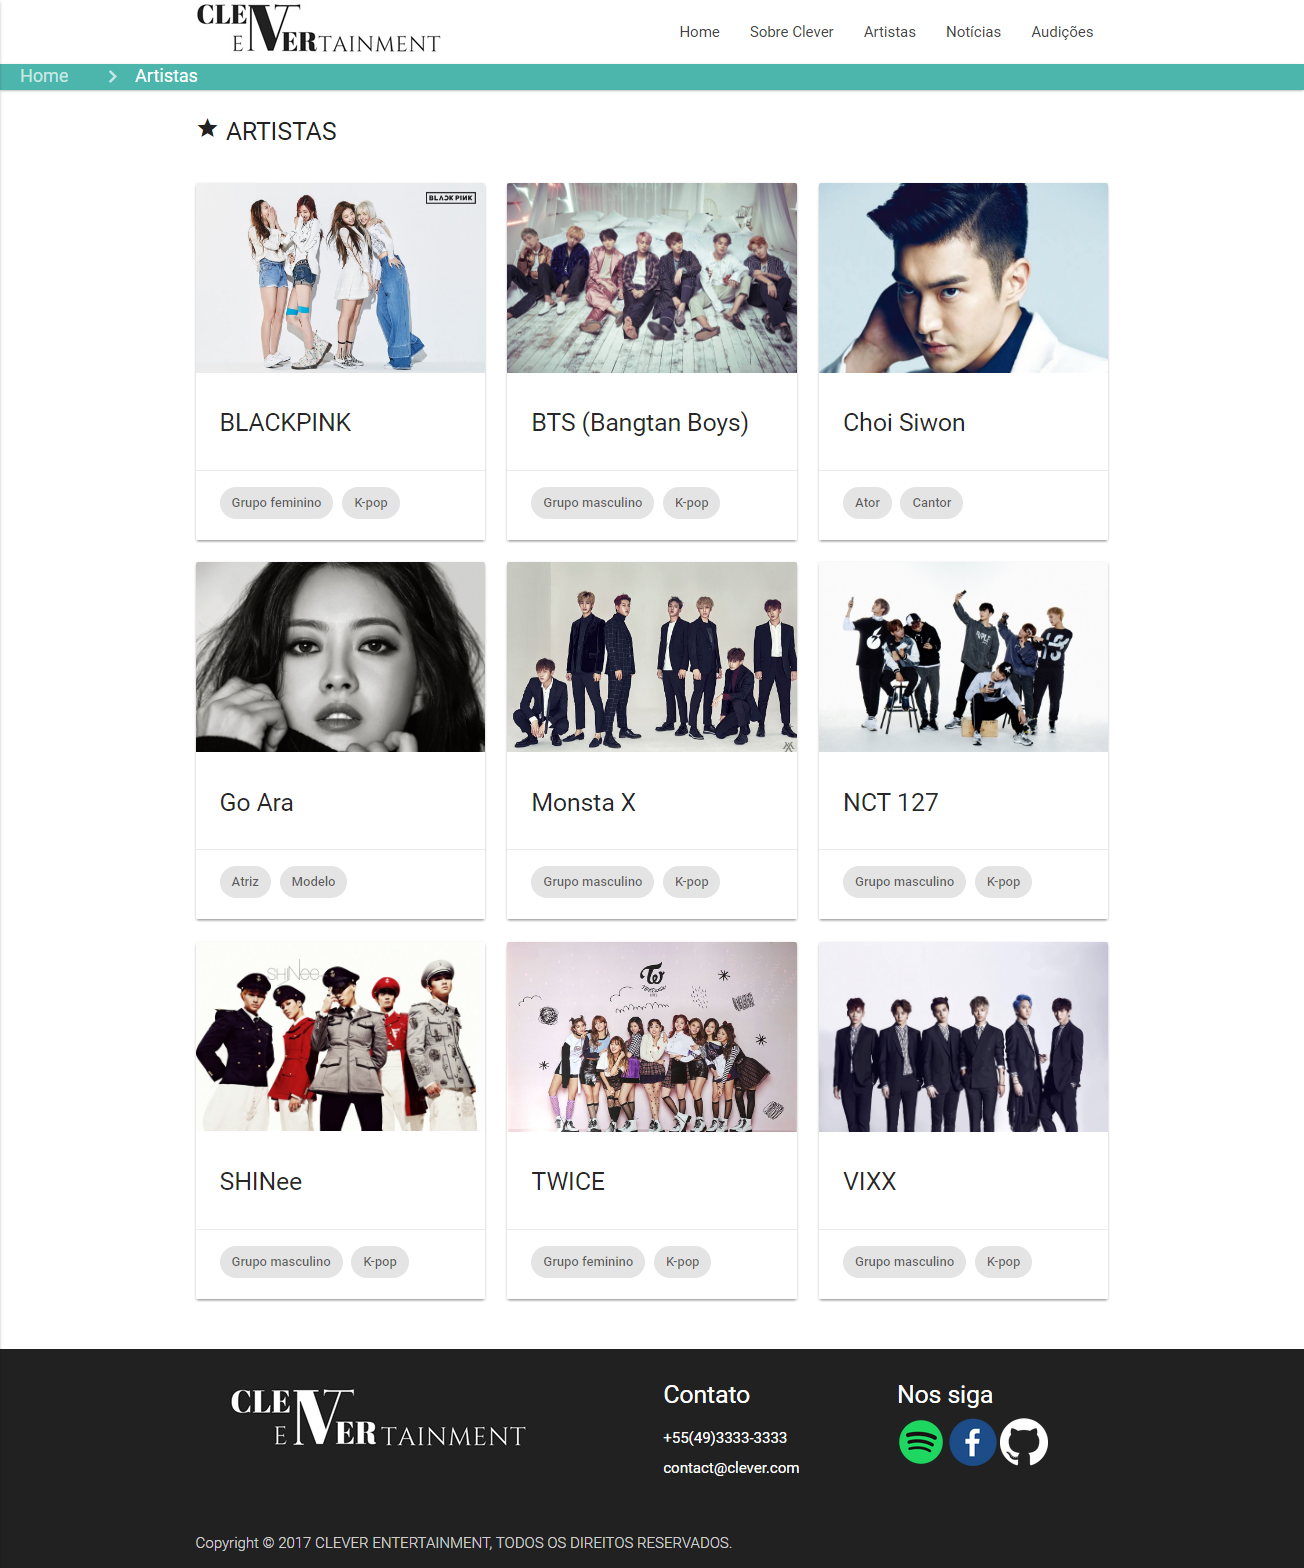 CLEVER
ENTERTAINMENT
Home
Sobre Clever
Artistas
Notícias
Audições
Home
Artistas
ARTISTAS
BLACKPINK
BLACKPINK
Grupo feminino
K-pop
BTS (Bangtan Boys)
Grupo masculino
K-pop
Choi Siwon
Ator
Cantor
Go Ara
Atriz
Modelo
Monsta X
Grupo masculino
K-pop
NCT 127
Grupo masculino
K-pop
SHINee
SHINee
Grupo masculino
K-pop
TWICE
Grupo feminino
K-pop
VIXX
Grupo masculino
K-pop
CLEVER
ENTERTAINMENT
Contato
+55(49)3333-3333
contact@clever.com
Nos siga
Copyright © 2017 CLEVER ENTERTAINMENT, TODOS OS DIREITOS RESERVADOS.